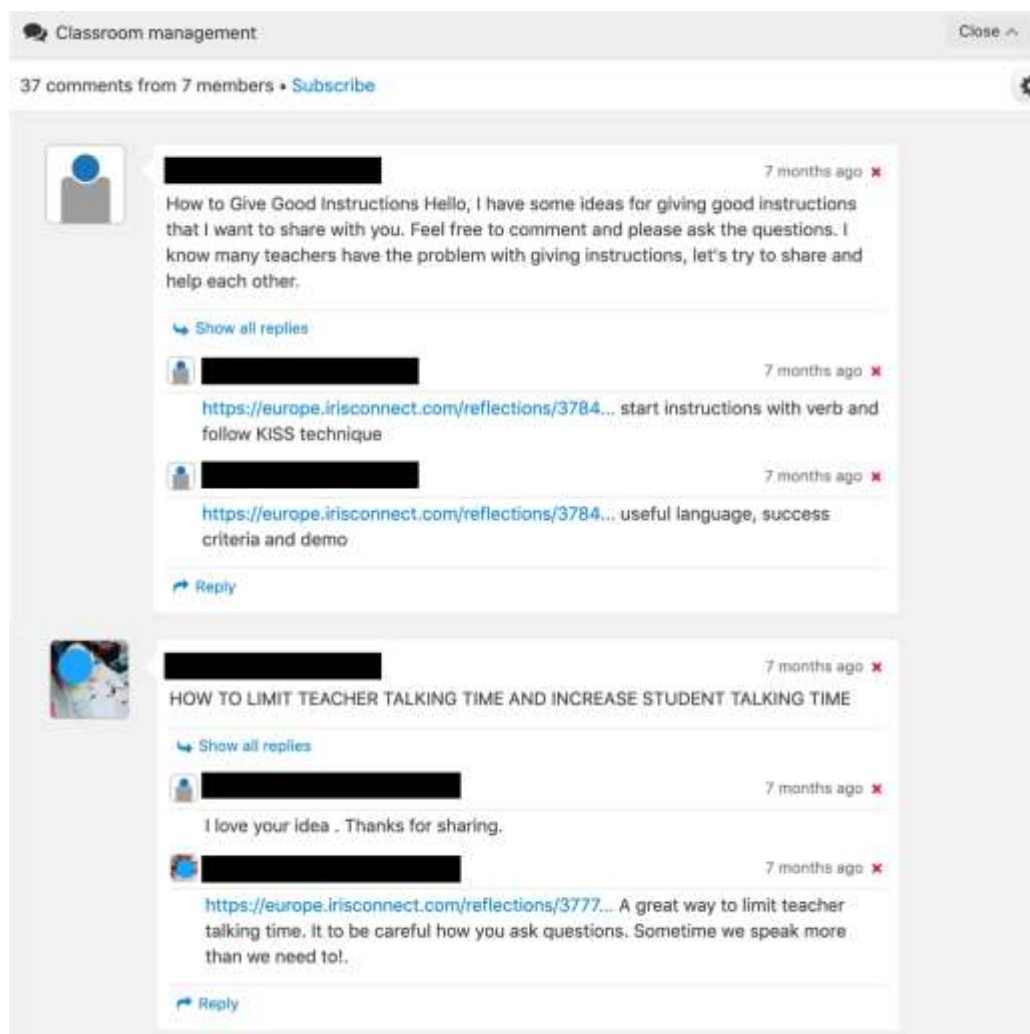 Classroom management
Close
37 comments from 7 members • Subscribe
7 months ago
How to Give Good Instructions Hello, I have some ideas for giving good instructions
that I want to share with you. Feel free to comment and please ask the questions. I
know many teachers have the problem with giving instructions, let's try to share and
help each other.
Show all replies
7 months ago
https://europe.irisconnect.com/reflections/3784... start instructions with verb and
follow KISS technique
7 months ago
https://europe.irisconnect.com/reflections/3784... useful language, success
criteria and demo
Reply
7 months ago
HOW TO LIMIT TEACHER TALKING TIME AND INCREASE STUDENT TALKING TIME
Show all replies
7 months ago
I love your idea . Thanks for sharing.
7 months ago
https://europe.irisconnect.com/reflections/3777... A great way to limit teacher
talking time. It to be careful how you ask questions. Sometime we speak more
than we need to!.
Reply